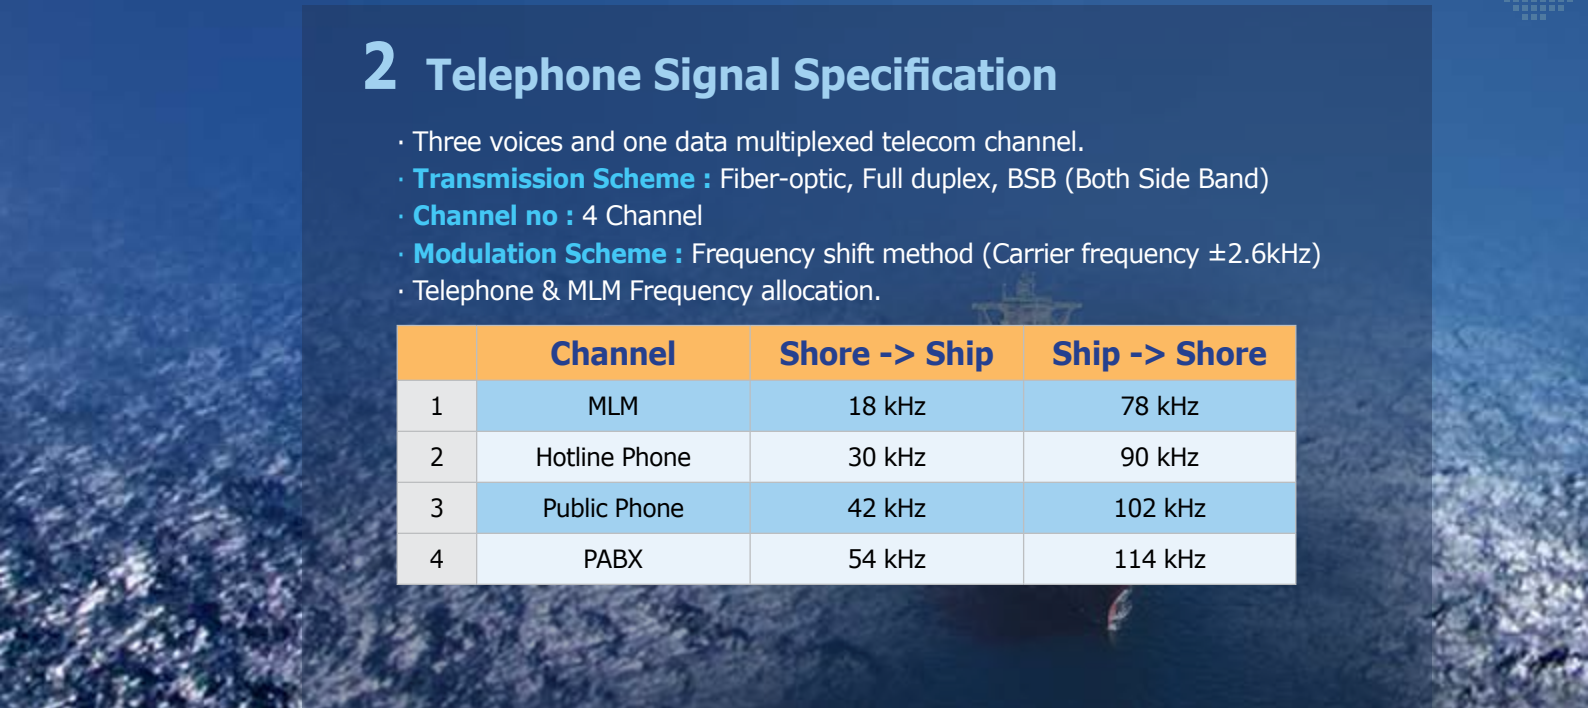 2 Telephone Signal Specification
· Three voices and one data multiplexed telecom channel.
· Transmission Scheme : Fiber-optic, Full duplex, BSB (Both Side Band)
· Channel no : 4 Channel
· Modulation Scheme : Frequency shift method (Carrier frequency ±2.6kHz)
· Telephone & MLM Frequency allocation.
Channel Shore -> Ship Ship -> Shore
1 MLM 18 kHz 78 kHz
2 Hotline Phone 30 kHz 90 kHz
3 Public Phone 42 kHz 102 kHz
4 PABX 54 kHz 114 kHz